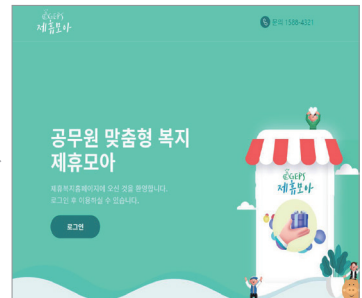 GEPS
제휴모아
문의 1588-4321
공무원 맞춤형 복지
제휴모아
제휴복지홈페이지에 오신 것을 환영합니다.
로그인 후 이용하실 수 있습니다.
로그인
GEPS
제휴모아